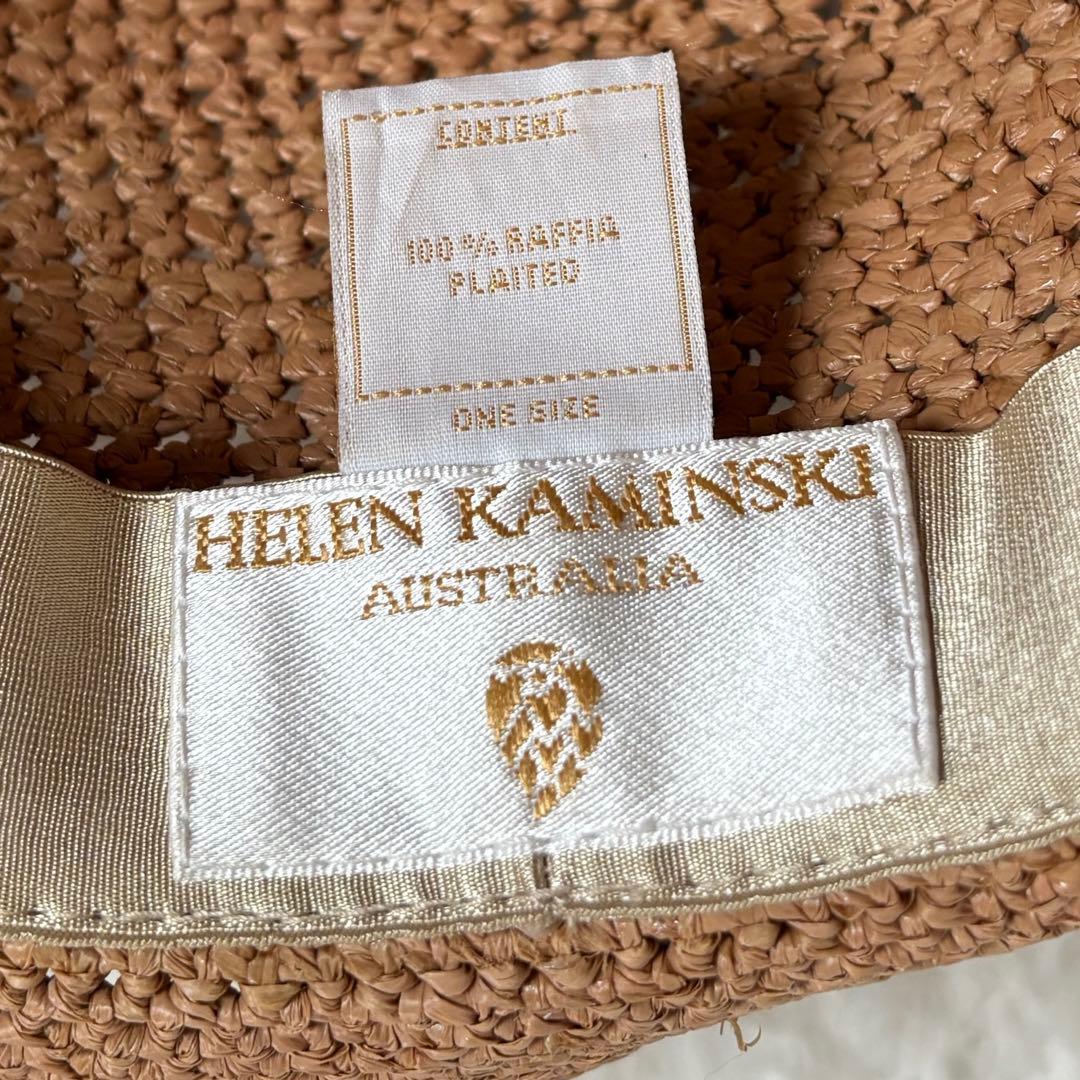 CONTENT
100% RAFFIA
PLAITED
ONE SIZE
HELEN KAMINSKI
AUSTRALIA